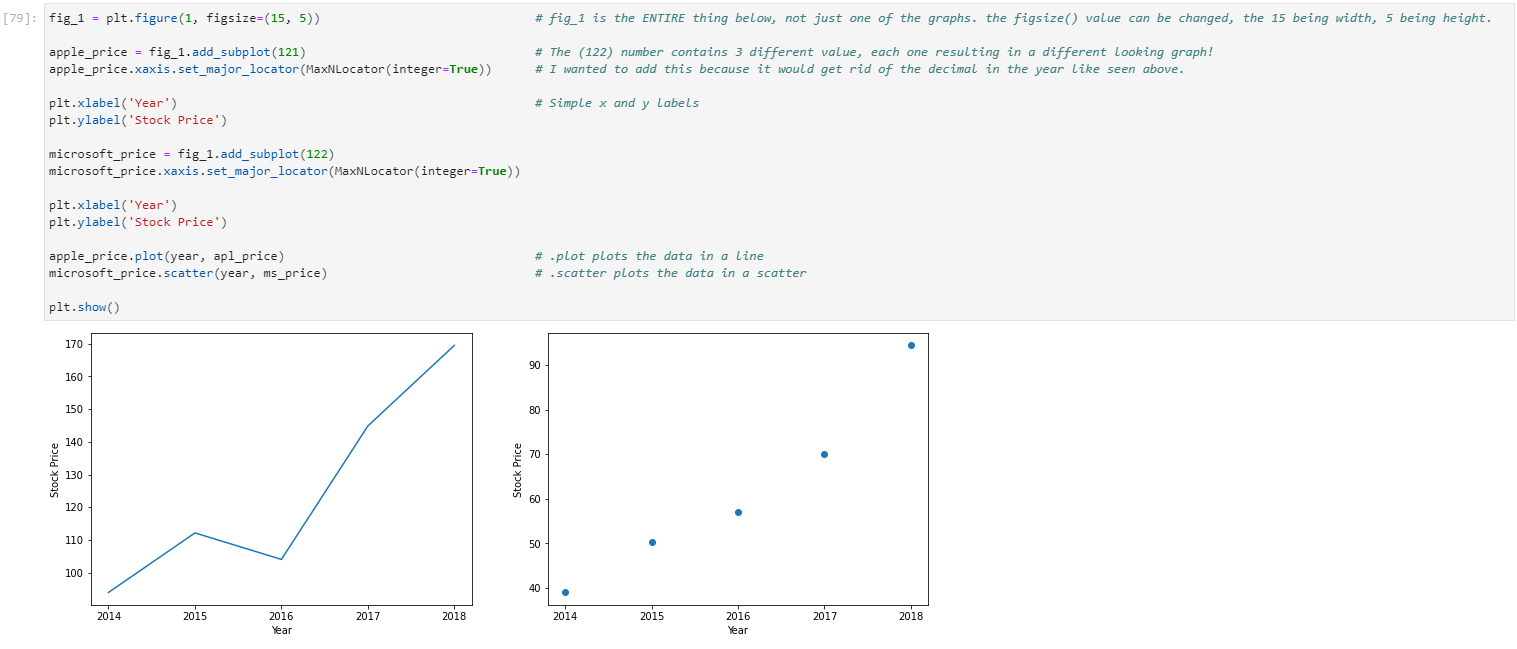 [79]: fig_1 = plt.figure(1, figsize=(15, 5)) # fig_1 is the ENTIRE thing below, not just one of the graphs. the figsize() value can be changed, the 15 being width, 5 being height.
apple_price = fig_1.add_subplot(121) # The (122) number contains 3 different value, each one resulting in a different looking graph!
apple_price.xaxis.set_major_locator(MaxNLocator(integer=True)) # I wanted to add this because it would get rid of the decimal in the year like seen above.
plt.xlabel('Year') # Simple x and y labels
plt.ylabel('Stock Price')
microsoft_price = fig_1.add_subplot(122)
microsoft_price.xaxis.set_major_locator(MaxNLocator(integer=True))
plt.xlabel('Year')
plt.ylabel('Stock Price')
apple_price.plot(year, apl_price) # .plot plots the data in a line
microsoft_price.scatter(year, ms_price) # .scatter plots the data in a scatter
plt.show()
170
160
150
140
130
120
110
100
Stock Price
2014 2015 2016 2017 2018
Year
90
80
70
60
50
40
Stock Price
2014 2015 2016 2017 2018
Year